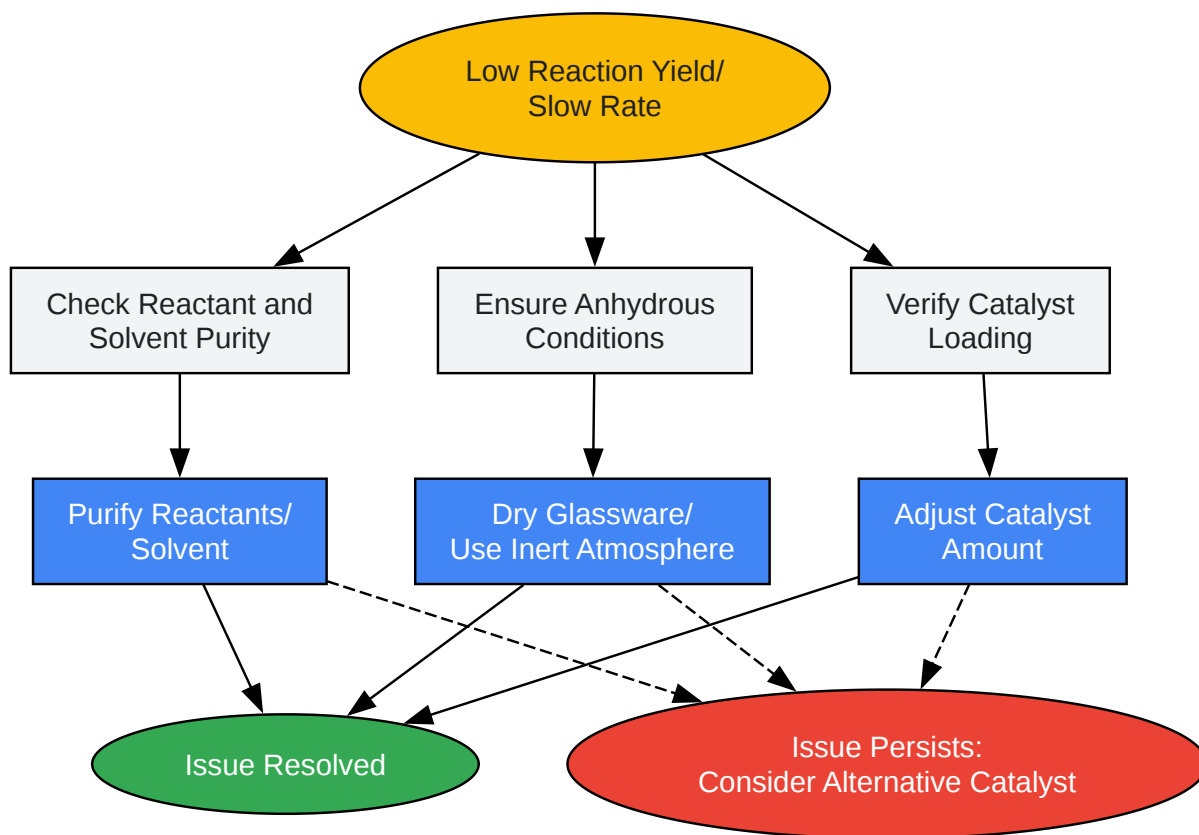 Low Reaction Yield/
Slow Rate
Check Reactant and
Solvent Purity
Ensure Anhydrous
Conditions
Verify Catalyst
Loading
Purify Reactants/
Solvent
Dry Glassware/
Use Inert Atmosphere
Adjust Catalyst
Amount
Issue Resolved
Issue Persists:
Consider Alternative Catalyst